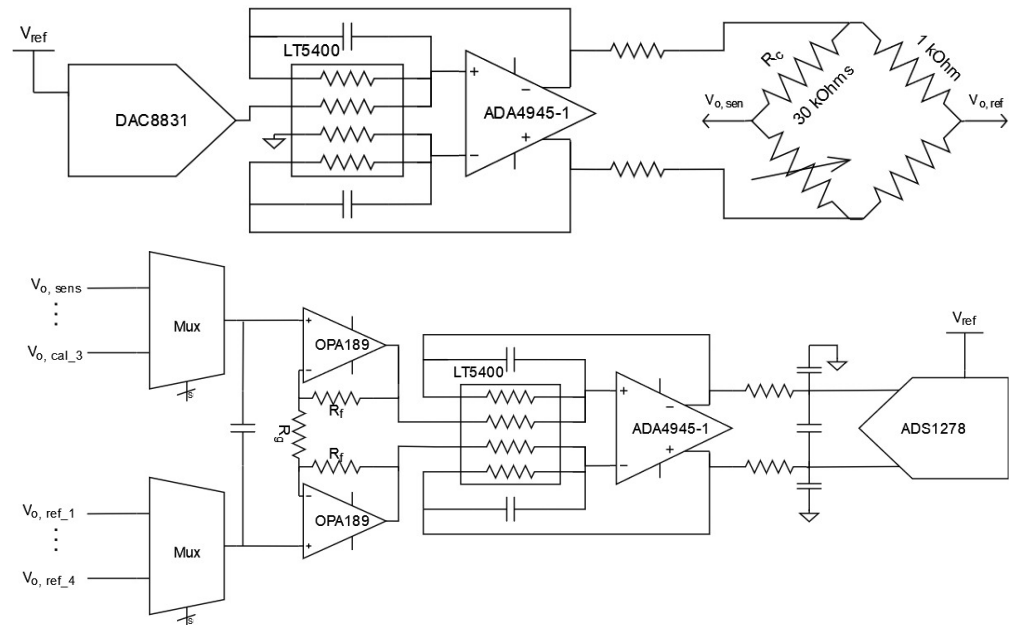 Vref
LT5400
DAC8831
+
−
ADA4945-1
+
−
Rc
1 kOhm
30 kOhms
Vo,sen
Vo,ref
Vo, sens
⋮
Vo, cal_3
Mux
s
+
OPA189
−
Rf
Rg
Rf
−
OPA189
+
LT5400
+
−
ADA4945-1
+
−
Vref
ADS1278
Vo, ref_1
⋮
Vo, ref_4
Mux
s